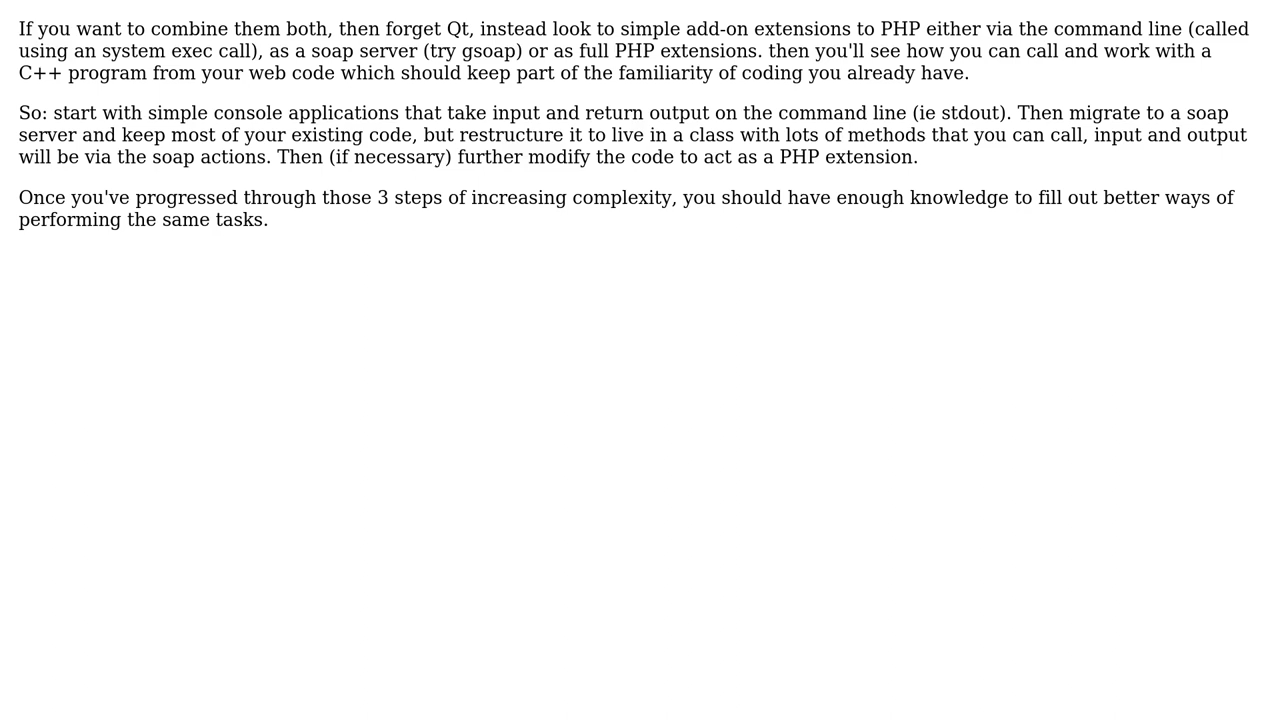 If you want to combine them both, then forget Qt, instead look to simple add-on extensions to PHP either via the command line (called
using an system exec call), as a soap server (try gsoap) or as full PHP extensions. then you'll see how you can call and work with a
C++ program from your web code which should keep part of the familiarity of coding you already have.
So: start with simple console applications that take input and return output on the command line (ie stdout). Then migrate to a soap
server and keep most of your existing code, but restructure it to live in a class with lots of methods that you can call, input and output
will be via the soap actions. Then (if necessary) further modify the code to act as a PHP extension.
Once you've progressed through those 3 steps of increasing complexity, you should have enough knowledge to fill out better ways of
performing the same tasks.